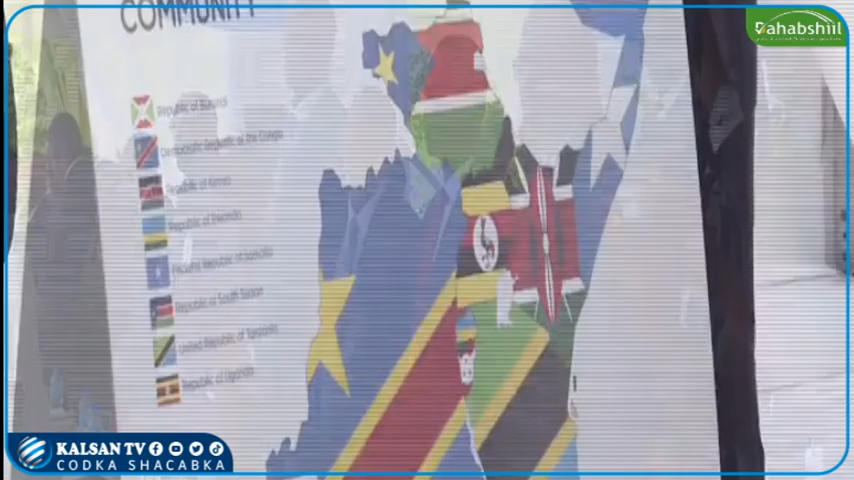 COMMUNITY
Republic of Burundi
Democratic Republic of the Congo
Republic of Kenya
Republic of Rwanda
Federal Republic of Somalia
Republic of South Sudan
United Republic of Tanzania
Republic of Uganda
Dahabshiil
KALSAN TV
CODKA SHACABKA